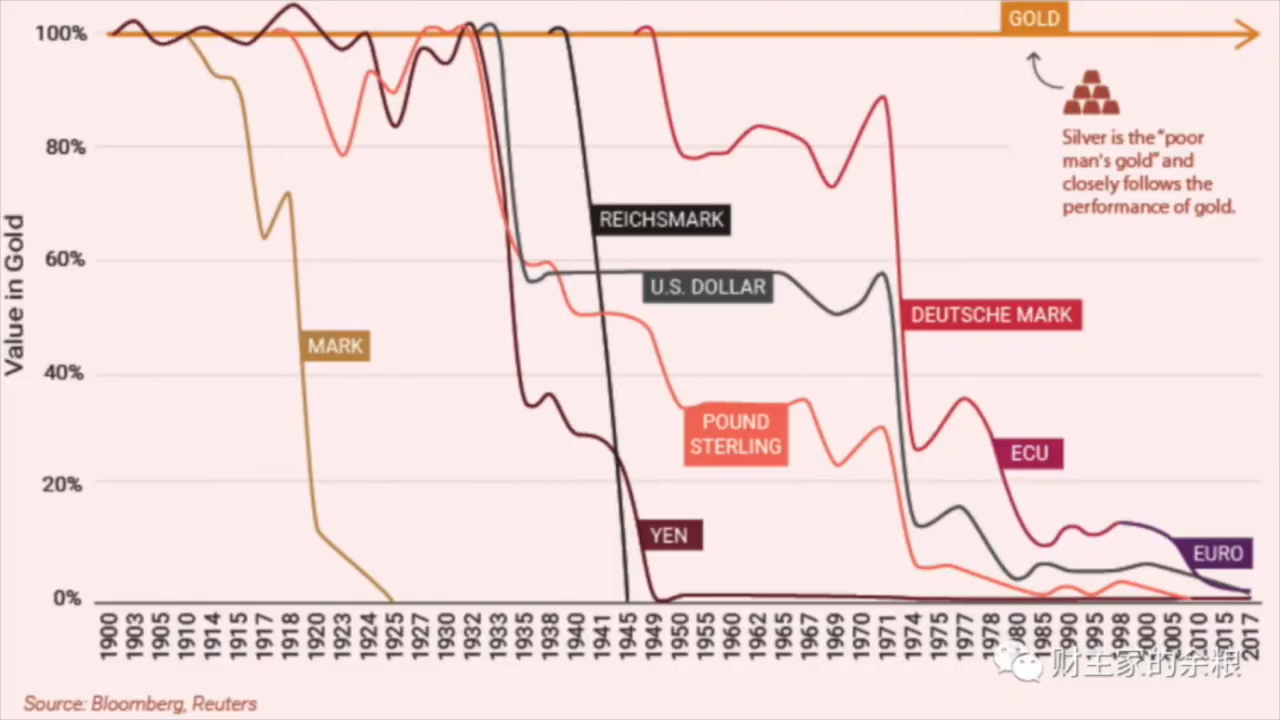 GOLD
100%
Silver is the "poor
man's gold" and
closely follows the
performance of gold.
80%
REICHSMARK
60%
U.S. DOLLAR
DEUTSCHE MARK
MARK
Value in Gold
40%
POUND
STERLING
ECU
20%
YEN
EURO
0%
1900 1903 1905 1910 1914 1915 1917 1918 1920 1923 1924 1925 1927 1930 1932 1933 1935 1938 1940 1941 1945 1949 1950 1955 1960 1962 1965 1967 1969 1970 1971 1974 1975 1977 1978 1980 1985 1990 1995 1998 2000 2005 2010 2015 2017
财主家的余粮
Source: Bloomberg, Reuters